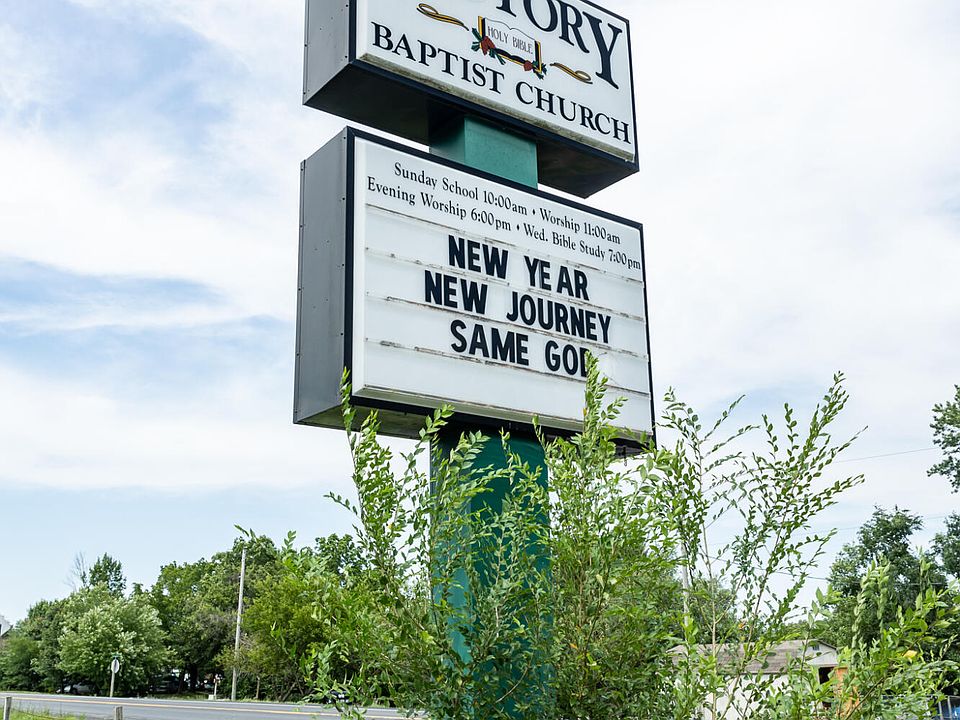 HOLY BIBLE
BAPTIST CHURCH
Sunday School 10:00am • Worship 11:00am
Evening Worship 6:00pm • Wed. Bible Study 7:00pm
NEW YEAR
NEW JOURNEY
SAME GOD